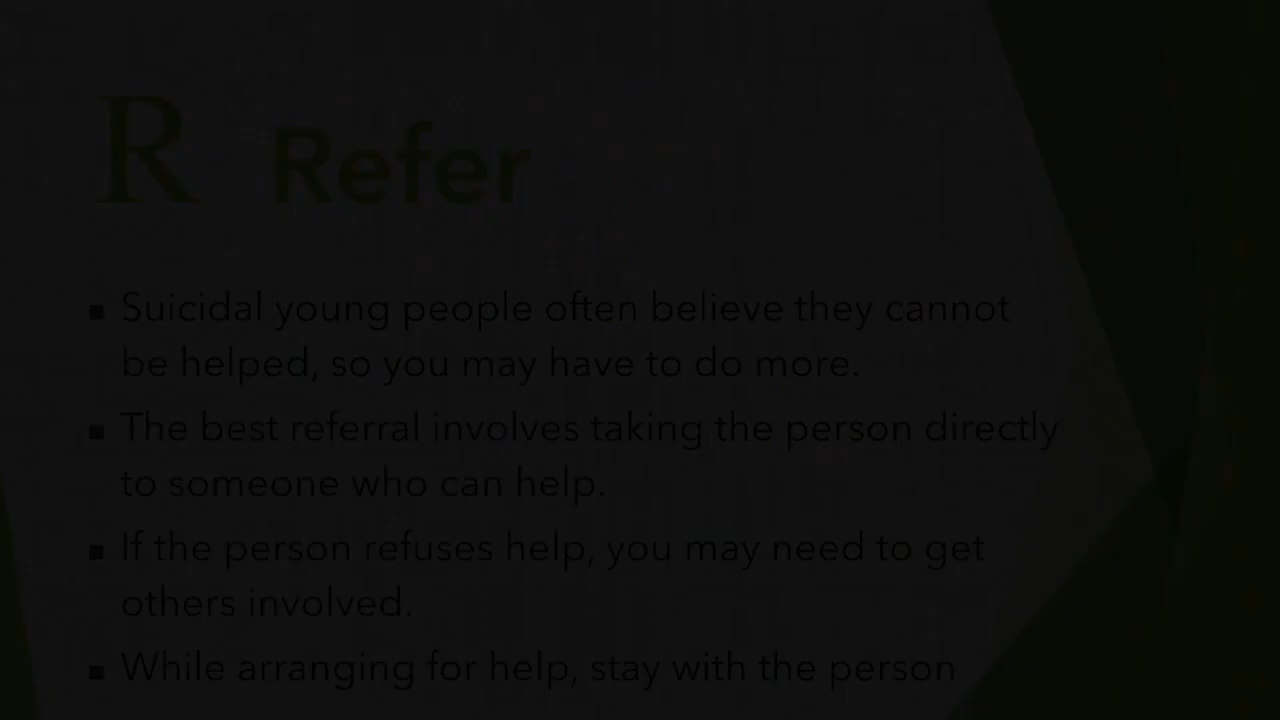 R Refer
▪ Suicidal young people often believe they cannot
be helped, so you may have to do more.
▪ The best referral involves taking the person directly
to someone who can help.
▪ If the person refuses help, you may need to get
others involved.
▪ While arranging for help, stay with the person